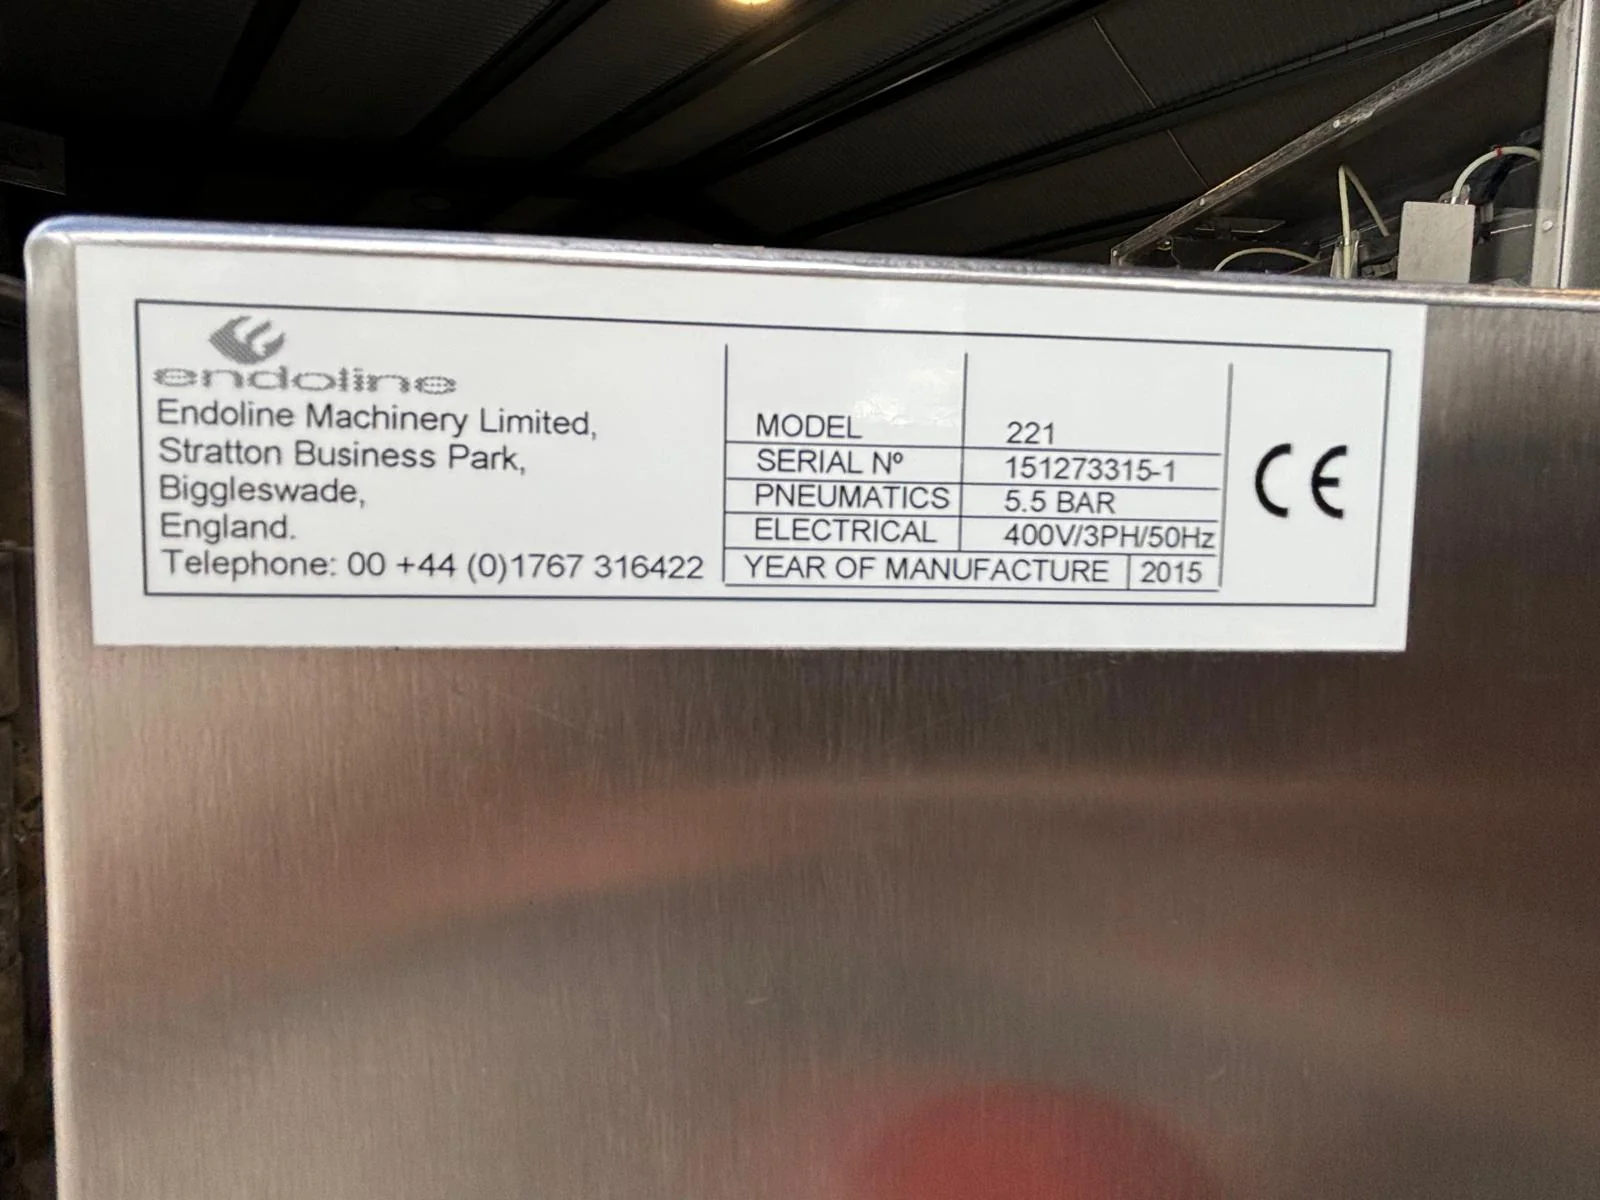 endoline
Endoline Machinery Limited,
Stratton Business Park,
Biggleswade,
England.
Telephone: 00 +44 (0)1767 316422
MODEL 221
SERIAL Nº 151273315-1
PNEUMATICS 5.5 BAR
ELECTRICAL 400V/3PH/50Hz
YEAR OF MANUFACTURE 2015
CE